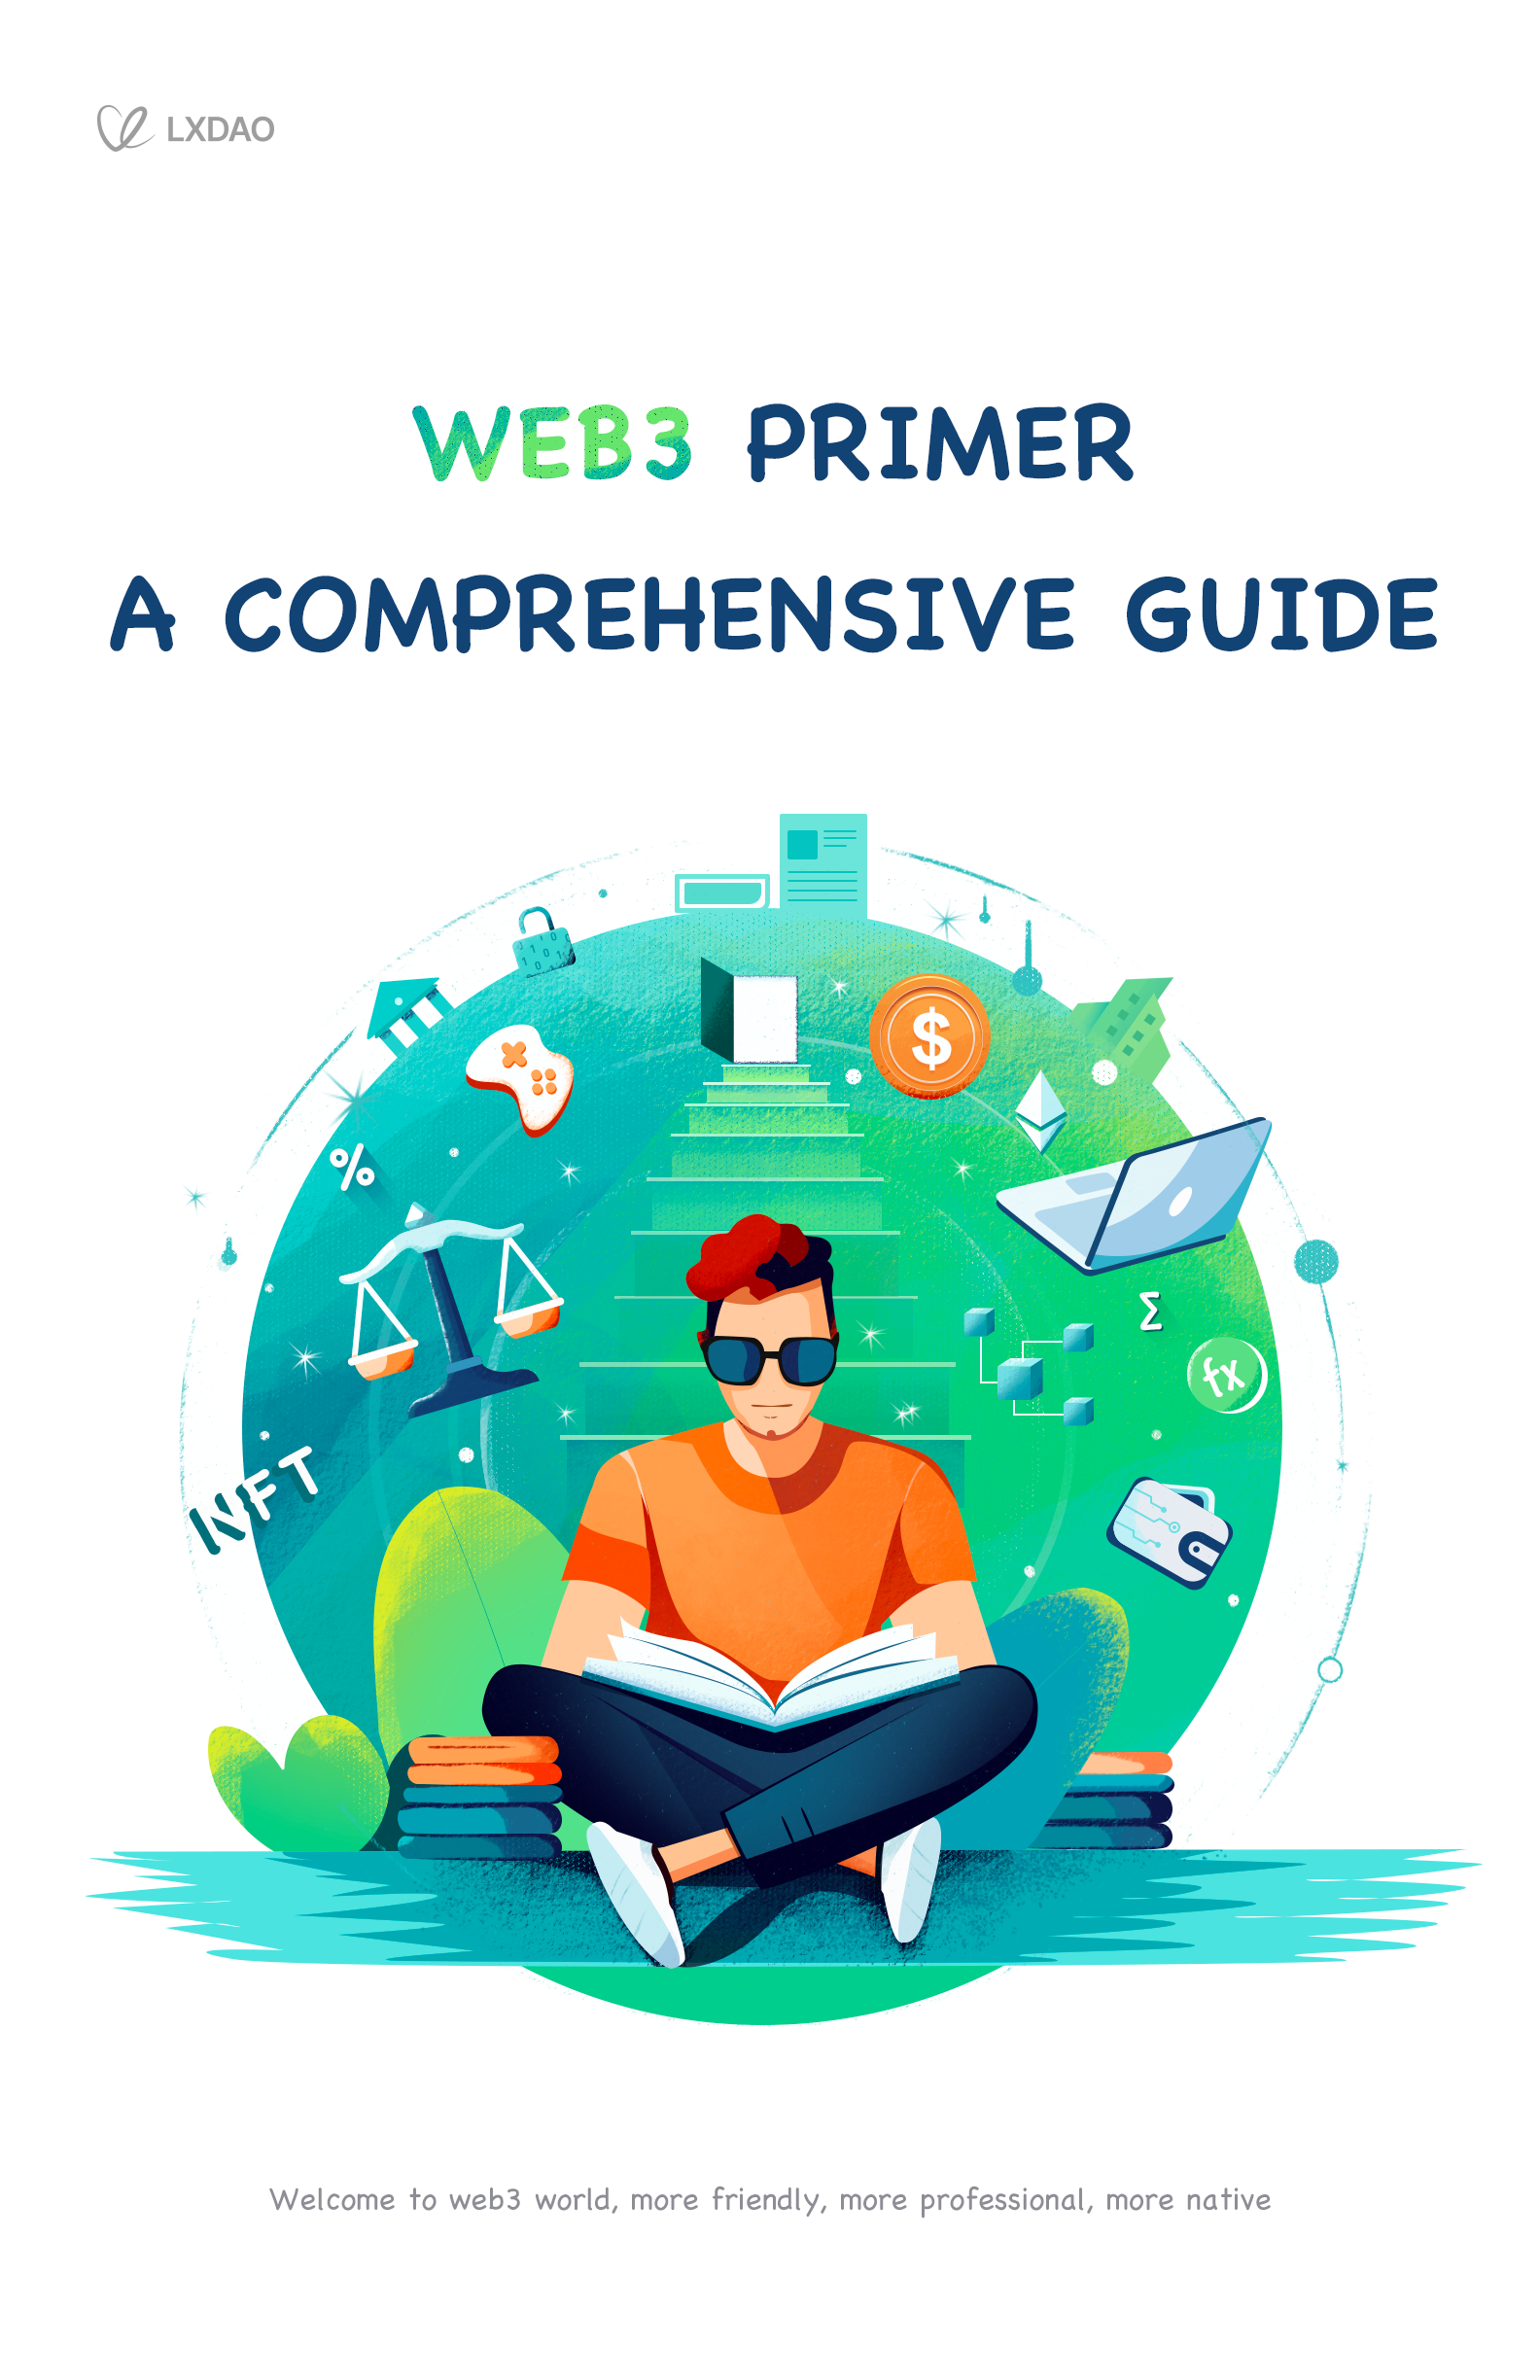 LXDAO
WEB3 PRIMER
A COMPREHENSIVE GUIDE
$
%
Σ
fx
NFT
Welcome to web3 world, more friendly, more professional, more native